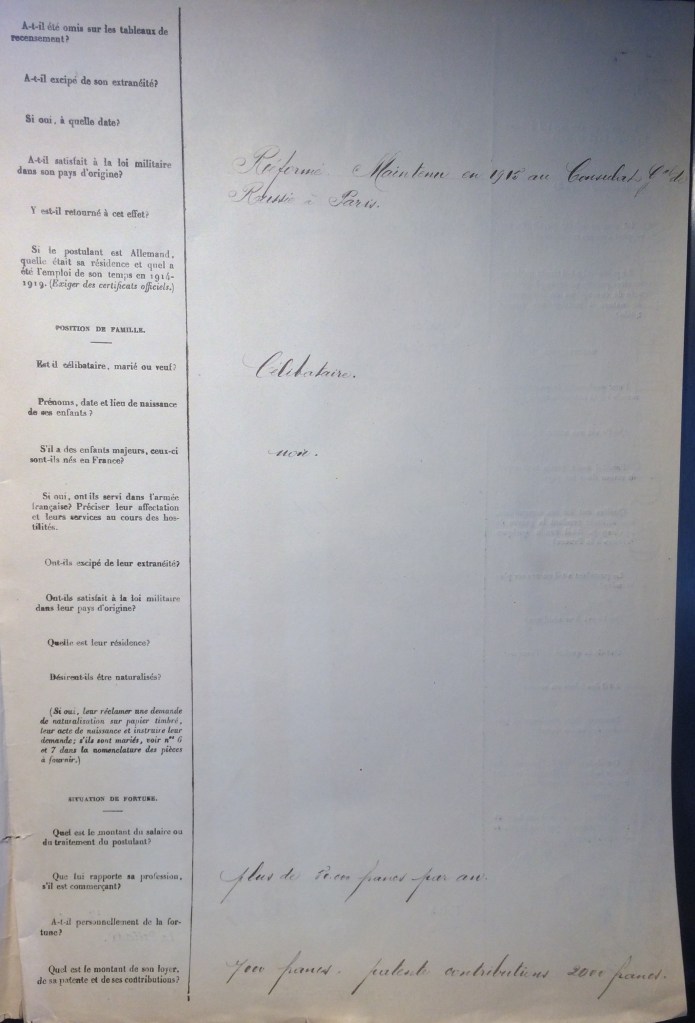 A-t-il été omis sur les tableaux de
recensement?
A-t-il excipé de son extranéité?
Si oui, à quelle date?
A-t-il satisfait à la loi militaire
dans son pays d'origine?
Réformé. Maintenu en 1915 au Consulat Gal de
Russie à Paris.
Y est-il retourné à cet effet?
Si le postulant est Allemand,
quelle était sa résidence et quel a
été l'emploi de son temps en 1914-
1919. (Exiger des certificats officiels.)
POSITION DE FAMILLE.
Est-il célibataire, marié ou veuf?
Célibataire.
Prénoms, date et lieu de naissance
de ses enfants?
S'il a des enfants majeurs, ceux-ci
sont-ils nés en France?
non.
Si oui, ont-ils servi dans l'armée
française? Préciser leur affectation
et leurs services au cours des hos-
tilités.
Ont-ils excipé de leur extranéité?
Ont-ils satisfait à la loi militaire
dans leur pays d'origine?
Quelle est leur résidence?
Désirent-ils être naturalisés?
(Si oui, leur réclamer une demande
de naturalisation sur papier timbré,
leur acte de naissance et instruire leur
demande; s'ils sont mariés, voir nos 6
et 7 dans la nomenclature des pièces
à fournir.)
SITUATION DE FORTUNE.
Quel est le montant du salaire ou
du traitement du postulant?
Que lui rapporte sa profession,
s'il est commerçant?
plus de francs par an.
A-t-il personnellement de la for-
tune?
Quel est le montant de son loyer,
de sa patente et de ses contributions?
7000 francs. patente contributions 2000 francs.